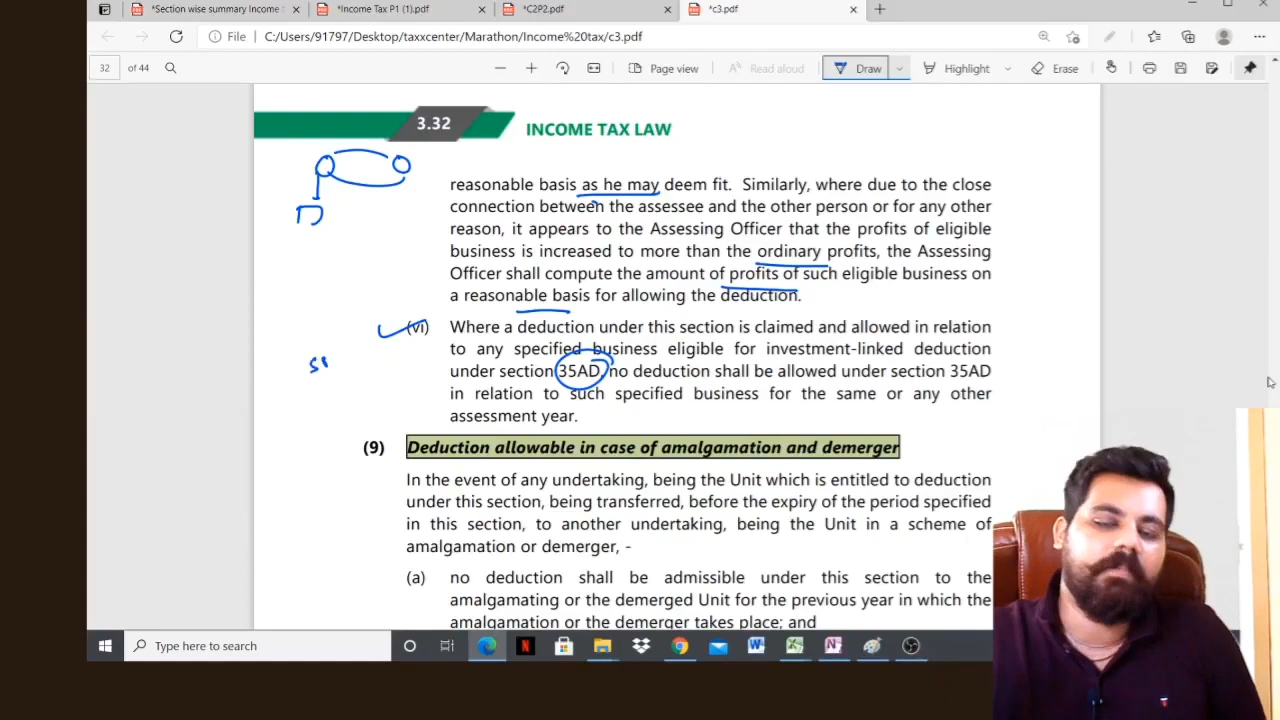 *Section wise summary Income
*Income Tax P1 (1).pdf
*C2P2.pdf
*c3.pdf
File
C:/Users/91797/Desktop/taxxcenter/Marathon/Income%20tax/c3.pdf
32 of 44
Page view
Read aloud
Draw
Highlight
Erase
3.32
INCOME TAX LAW
reasonable basis as he may deem fit. Similarly, where due to the close
connection between the assessee and the other person or for any other
reason, it appears to the Assessing Officer that the profits of eligible
business is increased to more than the ordinary profits, the Assessing
Officer shall compute the amount of profits of such eligible business on
a reasonable basis for allowing the deduction.
(vi) Where a deduction under this section is claimed and allowed in relation
to any specified business eligible for investment-linked deduction
under section 35AD, no deduction shall be allowed under section 35AD
in relation to such specified business for the same or any other
assessment year.
(9) Deduction allowable in case of amalgamation and demerger
In the event of any undertaking, being the Unit which is entitled to deduction
under this section, being transferred, before the expiry of the period specified
in this section, to another undertaking, being the Unit in a scheme of
amalgamation or demerger, -
(a) no deduction shall be admissible under this section to the
amalgamating or the demerged Unit for the previous year in which the
amalgamation or the demerger takes place; and
Type here to search